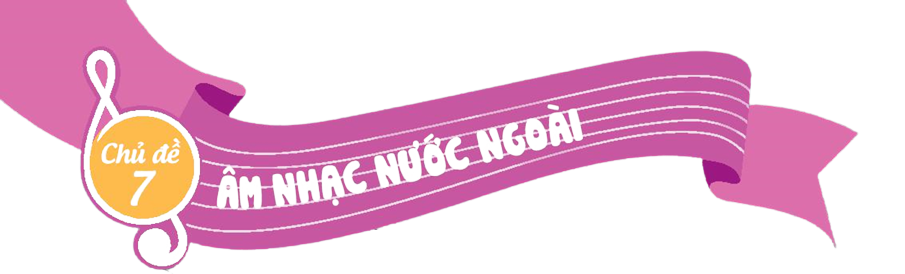 Chủ đề
7
ÂM NHẠC NƯỚC NGOÀI